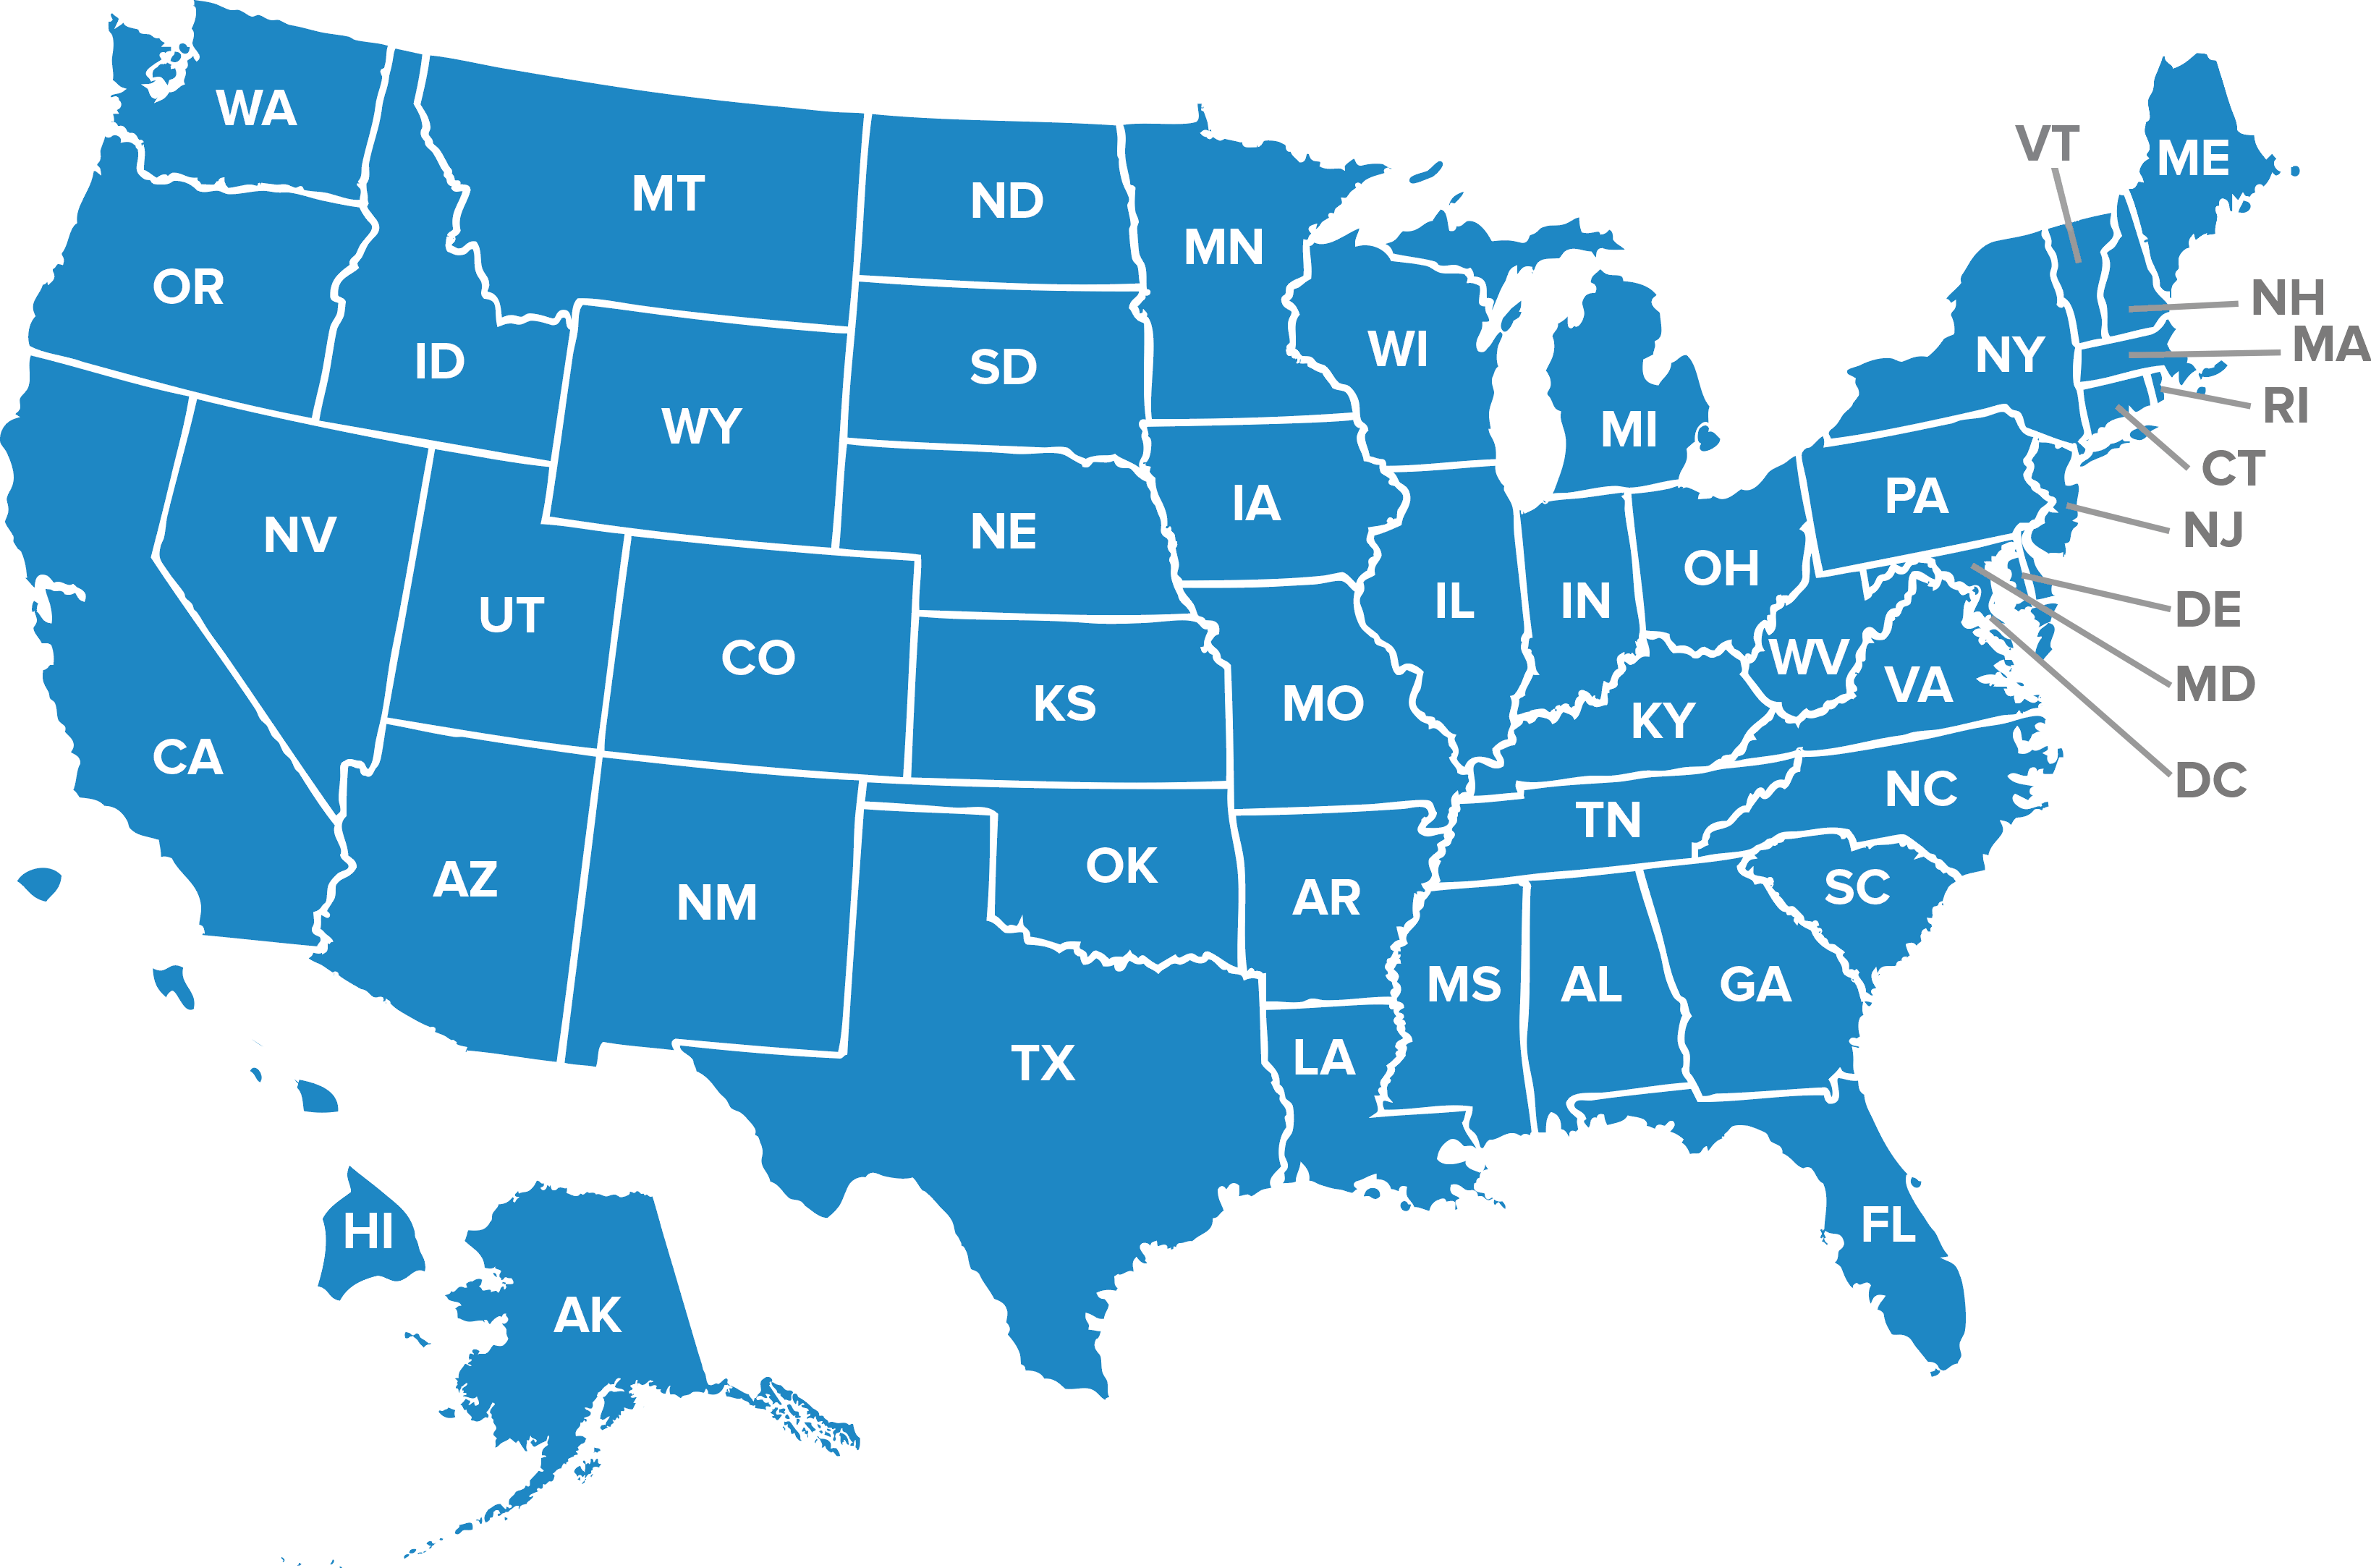 WA
VT
ME
MT
ND
MN
OR
NH
MA
WI
NY
ID
SD
RI
WY
MI
CT
PA
IA
NJ
NV
NE
OH
IL
IN
DE
UT
CO
WV
VA
MD
KS
MO
KY
CA
DC
NC
TN
OK
AZ
SC
NM
AR
MS
AL
GA
LA
TX
FL
HI
AK